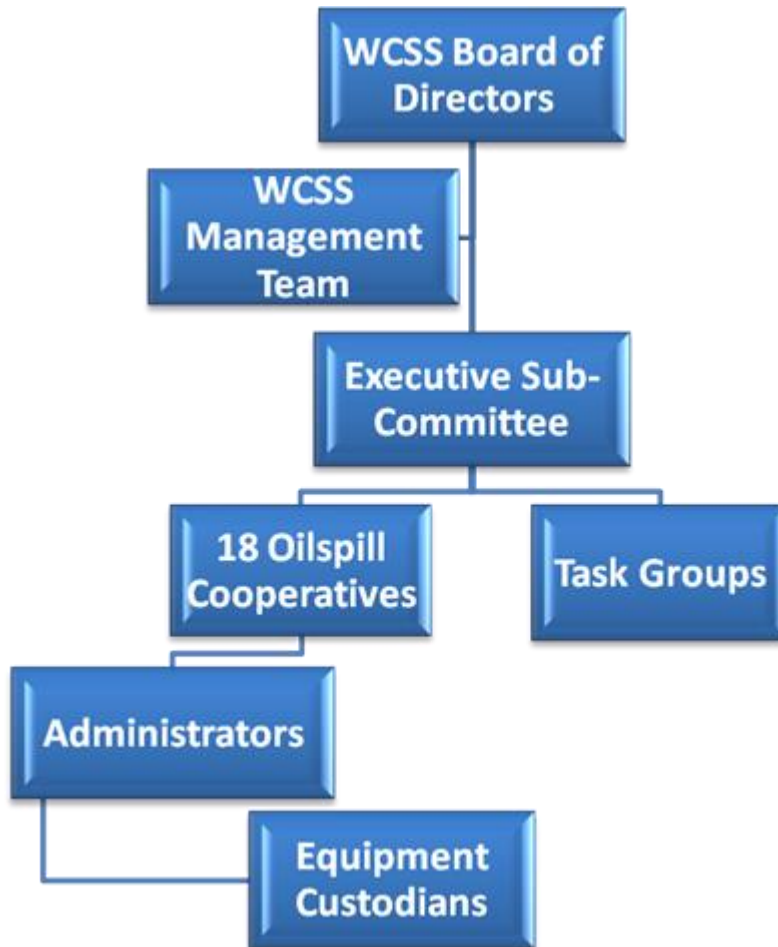 WCSS Board of
Directors
WCSS
Management
Team
Executive Sub-
Committee
18 Oilspill
Cooperatives
Task Groups
Administrators
Equipment
Custodians